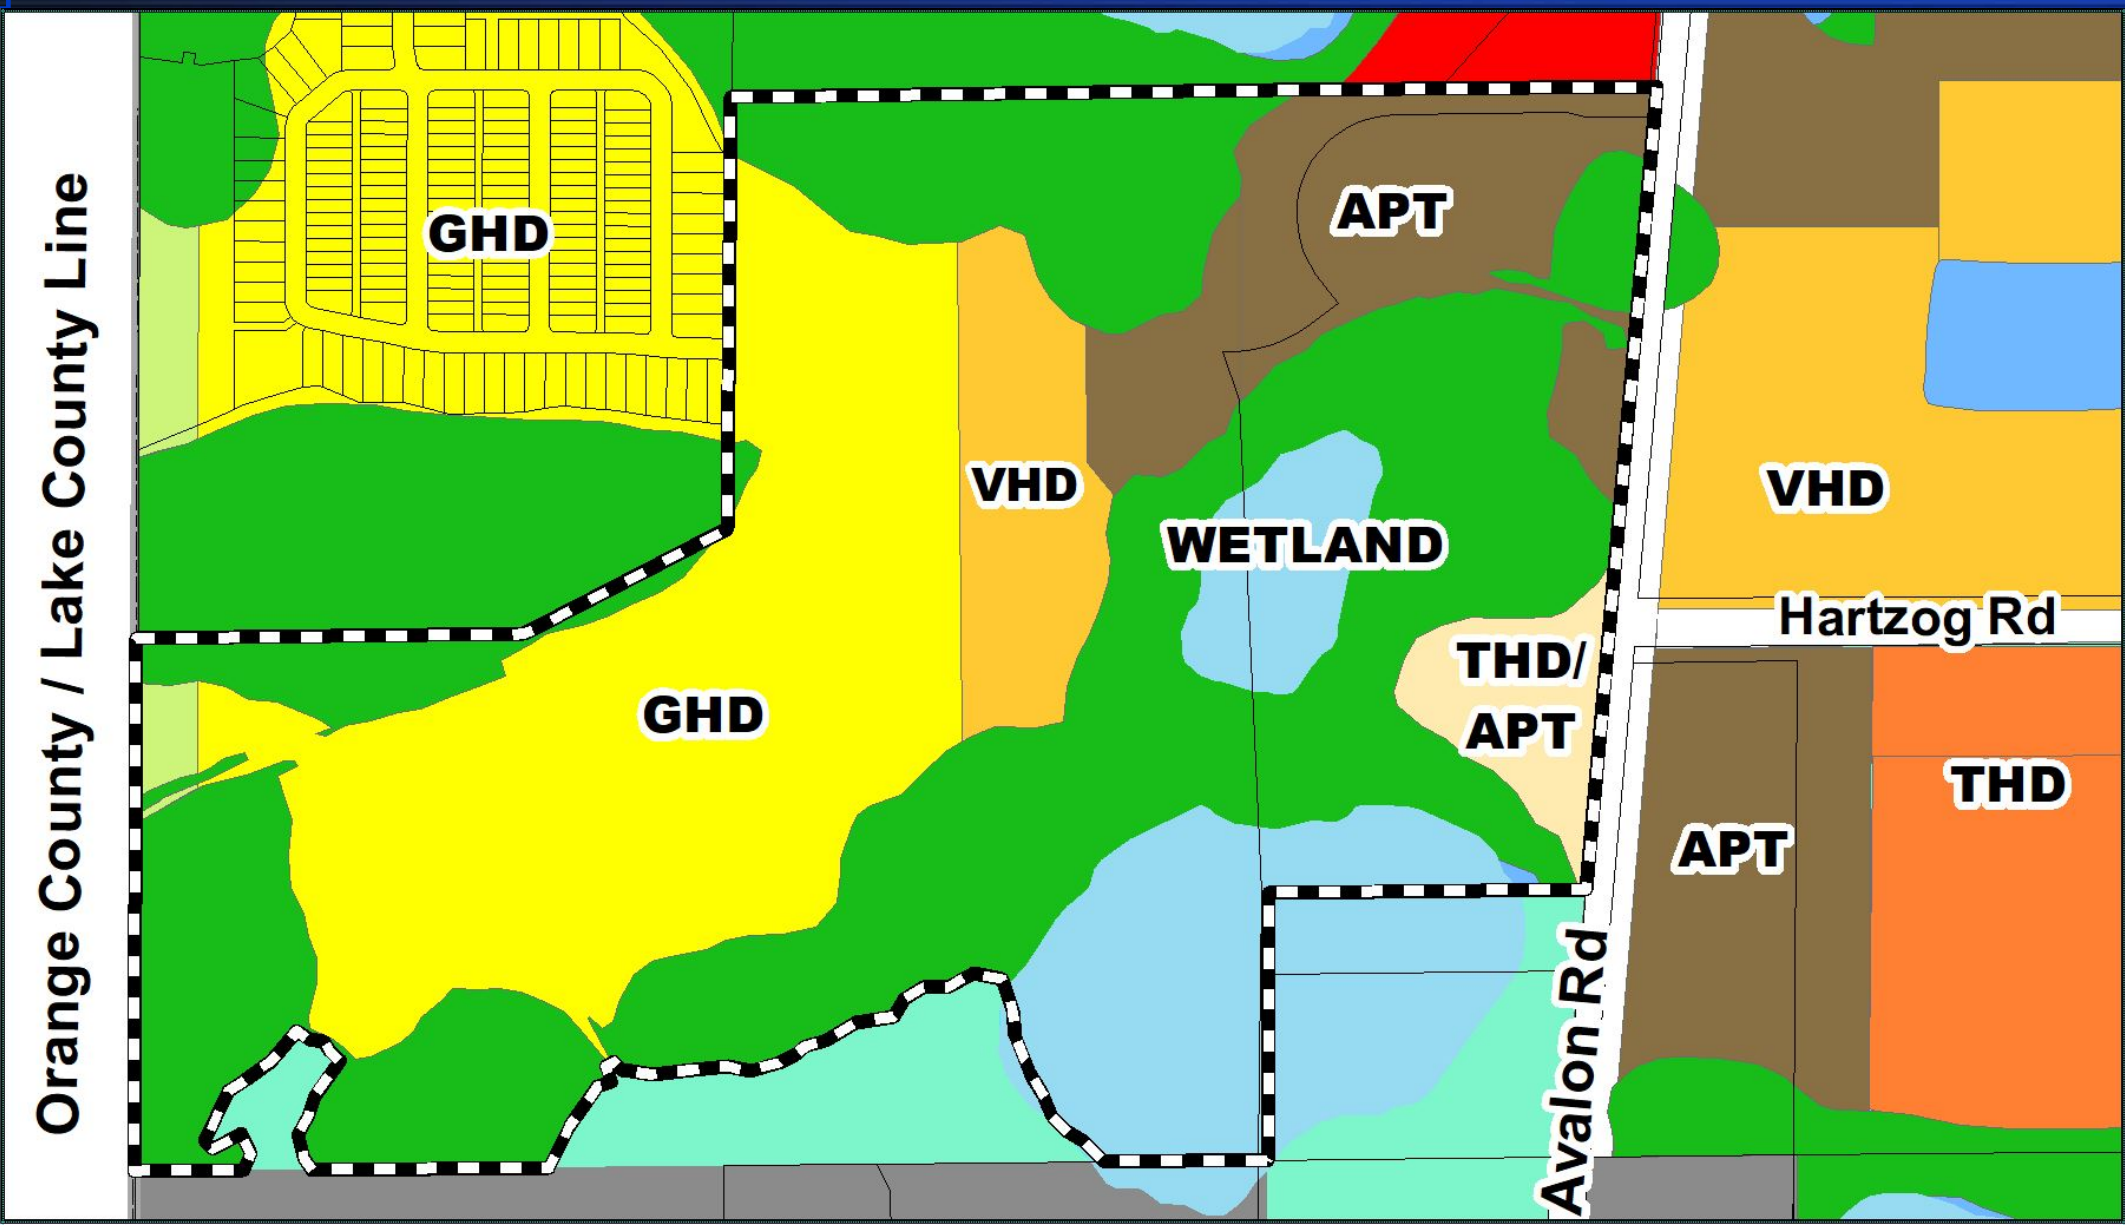 Orange County / Lake County Line
GHD
APT
VHD
VHD
WETLAND
Hartzog Rd
THD/
APT
GHD
THD
APT
Avalon Rd